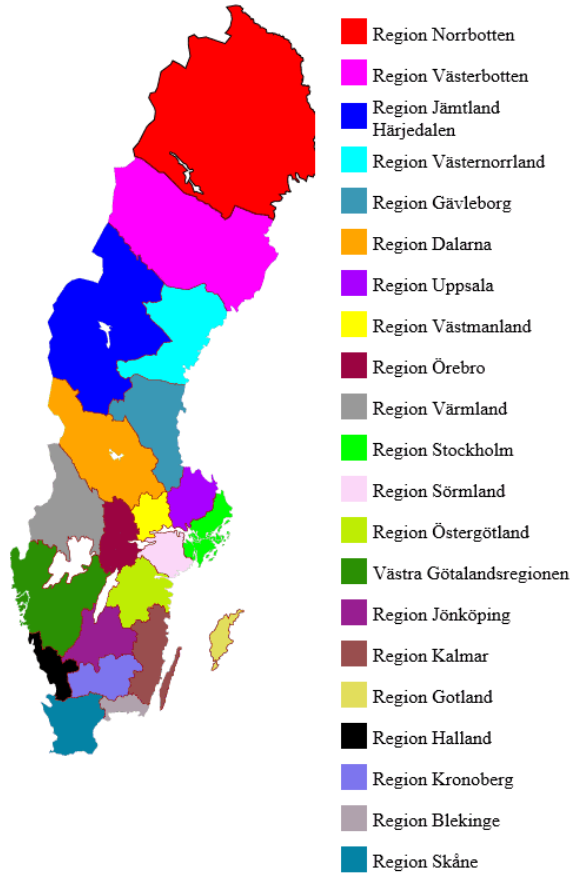 Region Norrbotten
Region Västerbotten
Region Jämtland
Härjedalen
Region Västernorrland
Region Gävleborg
Region Dalarna
Region Uppsala
Region Västmanland
Region Örebro
Region Värmland
Region Stockholm
Region Sörmland
Region Östergötland
Västra Götalandsregionen
Region Jönköping
Region Kalmar
Region Gotland
Region Halland
Region Kronoberg
Region Blekinge
Region Skåne